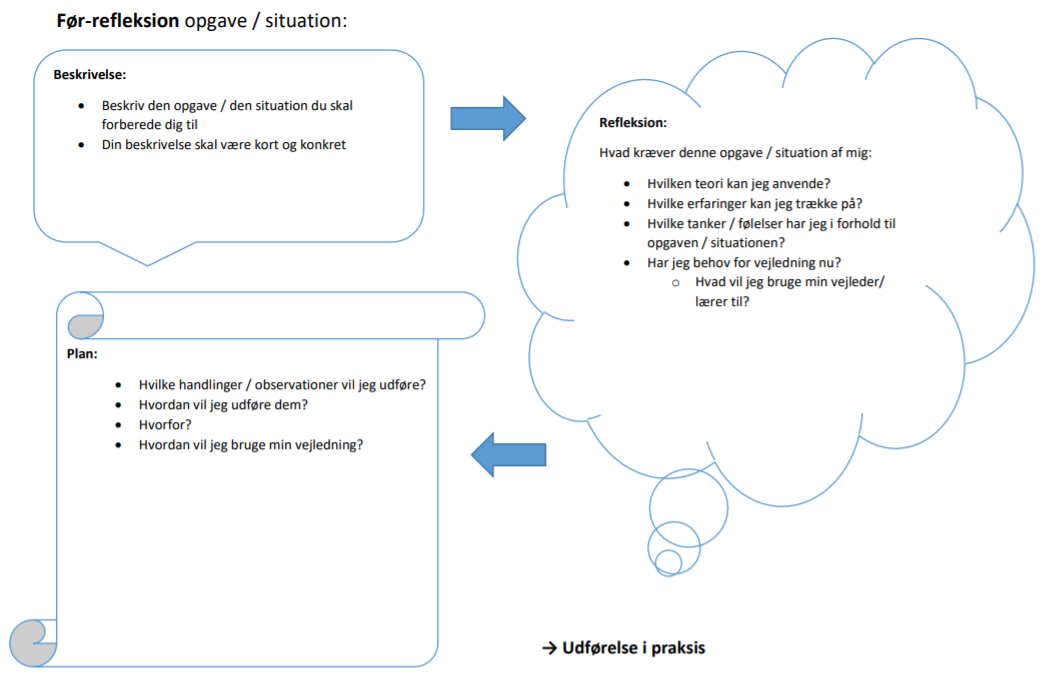 Før-refleksion opgave / situation:
Beskrivelse:
• Beskriv den opgave / den situation du skal
forberede dig til
• Din beskrivelse skal være kort og konkret
Refleksion:
Hvad kræver denne opgave / situation af mig:
• Hvilken teori kan jeg anvende?
• Hvilke erfaringer kan jeg trække på?
• Hvilke tanker / følelser har jeg i forhold til
opgaven / situationen?
• Har jeg behov for vejledning nu?
o Hvad vil jeg bruge min vejleder/
lærer til?
Plan:
• Hvilke handlinger / observationer vil jeg udføre?
• Hvordan vil jeg udføre dem?
• Hvorfor?
• Hvordan vil jeg bruge min vejledning?
→ Udførelse i praksis